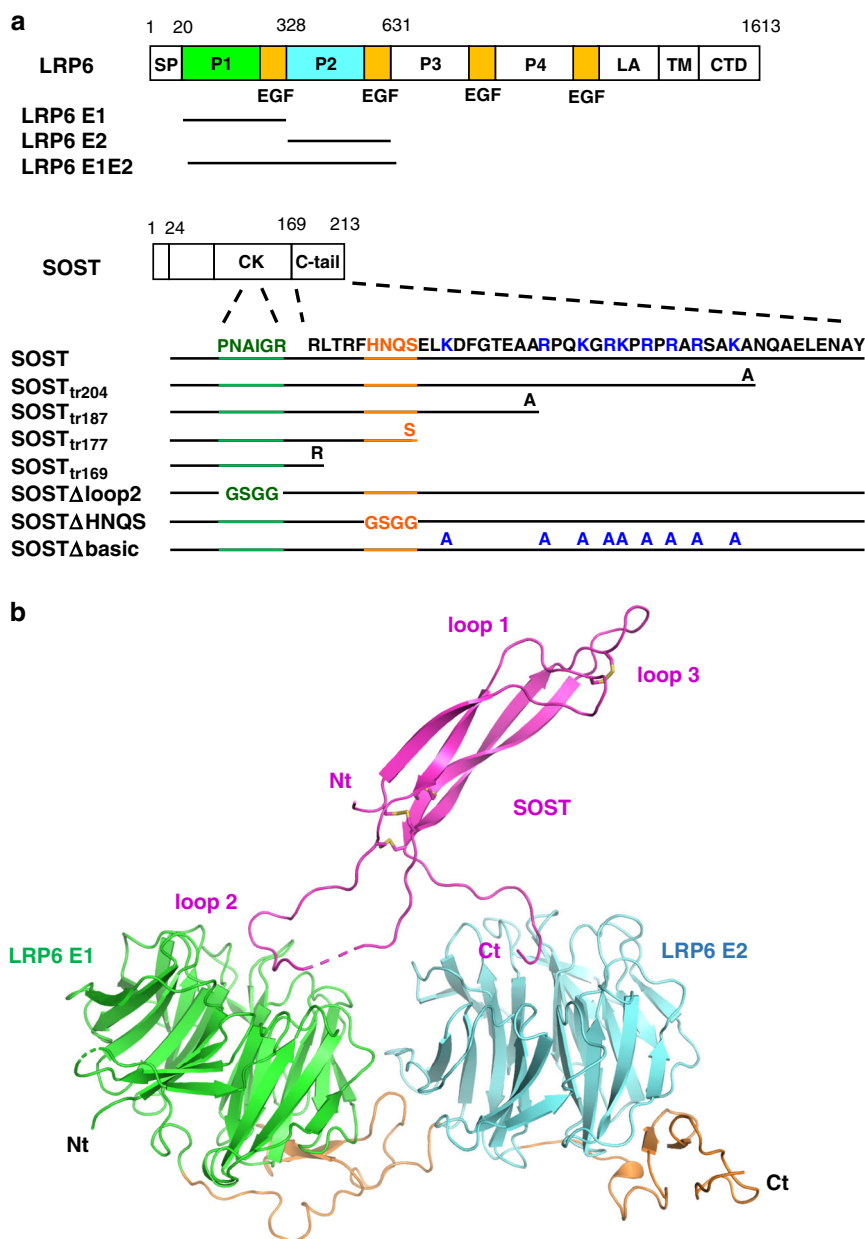 a
1 20 328 631 1613
LRP6 SP P1 P2 P3 P4 LA TM CTD
EGF EGF EGF EGF
LRP6 E1
LRP6 E2
LRP6 E1E2
1 24 169 213
SOST CK C-tail
PNAIGR RLTRFHNQSELKDFGTEAARPQKGRKPRPRARSAKANQAELENAY
SOST
A
SOSTtr204
A
SOSTtr187
S
SOSTtr177
R
SOSTtr169
SOSTΔloop2 GSGG
SOSTΔHNQS GSGG
A A A AA A A A A
SOSTΔbasic
b
loop 1
loop 3
Nt
SOST
loop 2
LRP6 E1 Ct LRP6 E2
Nt
Ct